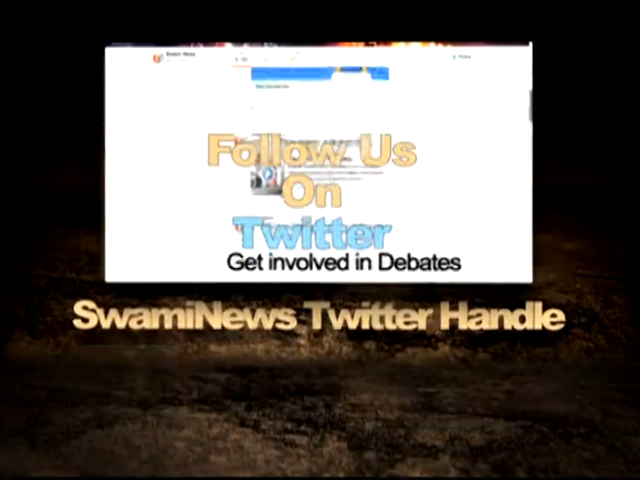 Follow Us
On
Twitter
Get involved in Debates
SwamiNews Twitter Handle